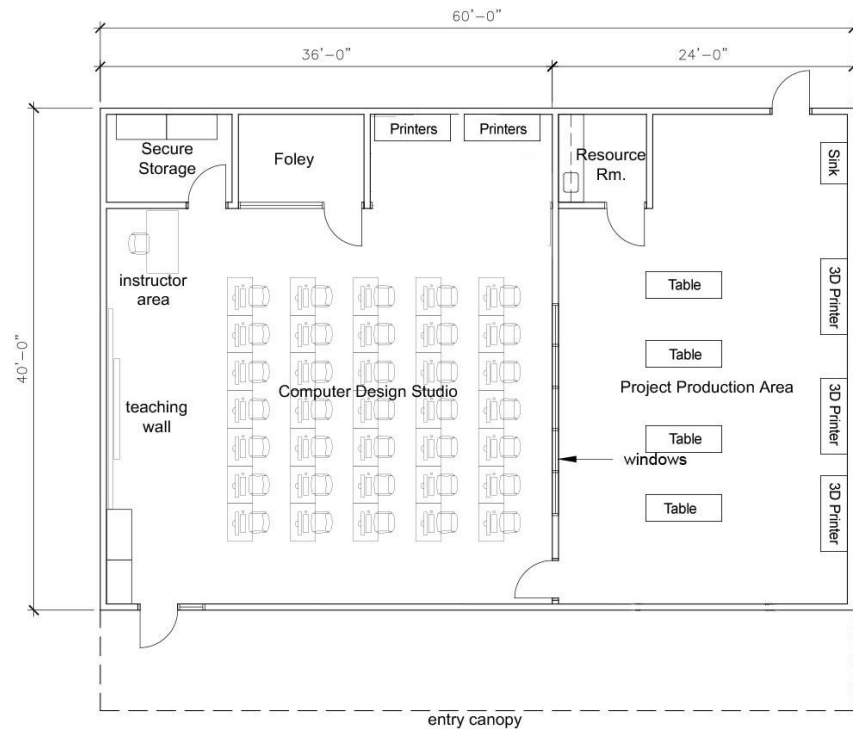 60'-0"
36'-0"
24'-0"
40'-0"
Secure
Storage
Foley
Printers
Printers
Resource
Rm.
Sink
instructor
area
Table
3D Printer
Table
teaching
wall
Computer Design Studio
Project Production Area
3D Printer
Table
windows
Table
3D Printer
entry canopy